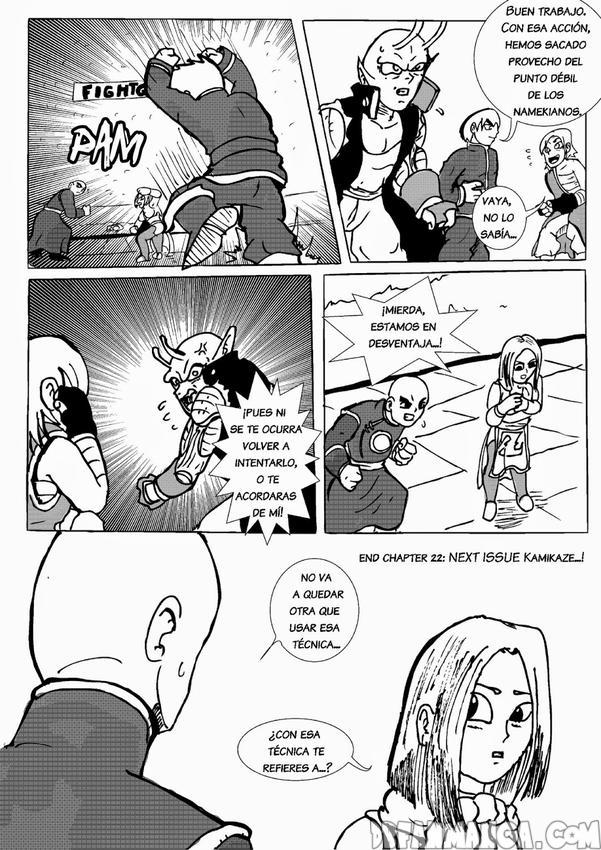 FIGHT
PAM
BUEN TRABAJO.
CON ESA ACCIÓN,
HEMOS SACADO
PROVECHO DEL
PUNTO DÉBIL
DE LOS
NAMEKIANOS.
VAYA,
NO LO
SABÍA...
¡PUES NI
SE TE OCURRA
VOLVER A
INTENTARLO,
O TE
ACORDARAS
DE MÍ!
¡MIERDA,
ESTAMOS EN
DESVENTAJA...!
24
END CHAPTER 22: NEXT ISSUE KAMIKAZE...!
NO VA
A QUEDAR
OTRA QUE
USAR ESA
TÉCNICA...
¿CON ESA
TÉCNICA TE
REFIERES A...?